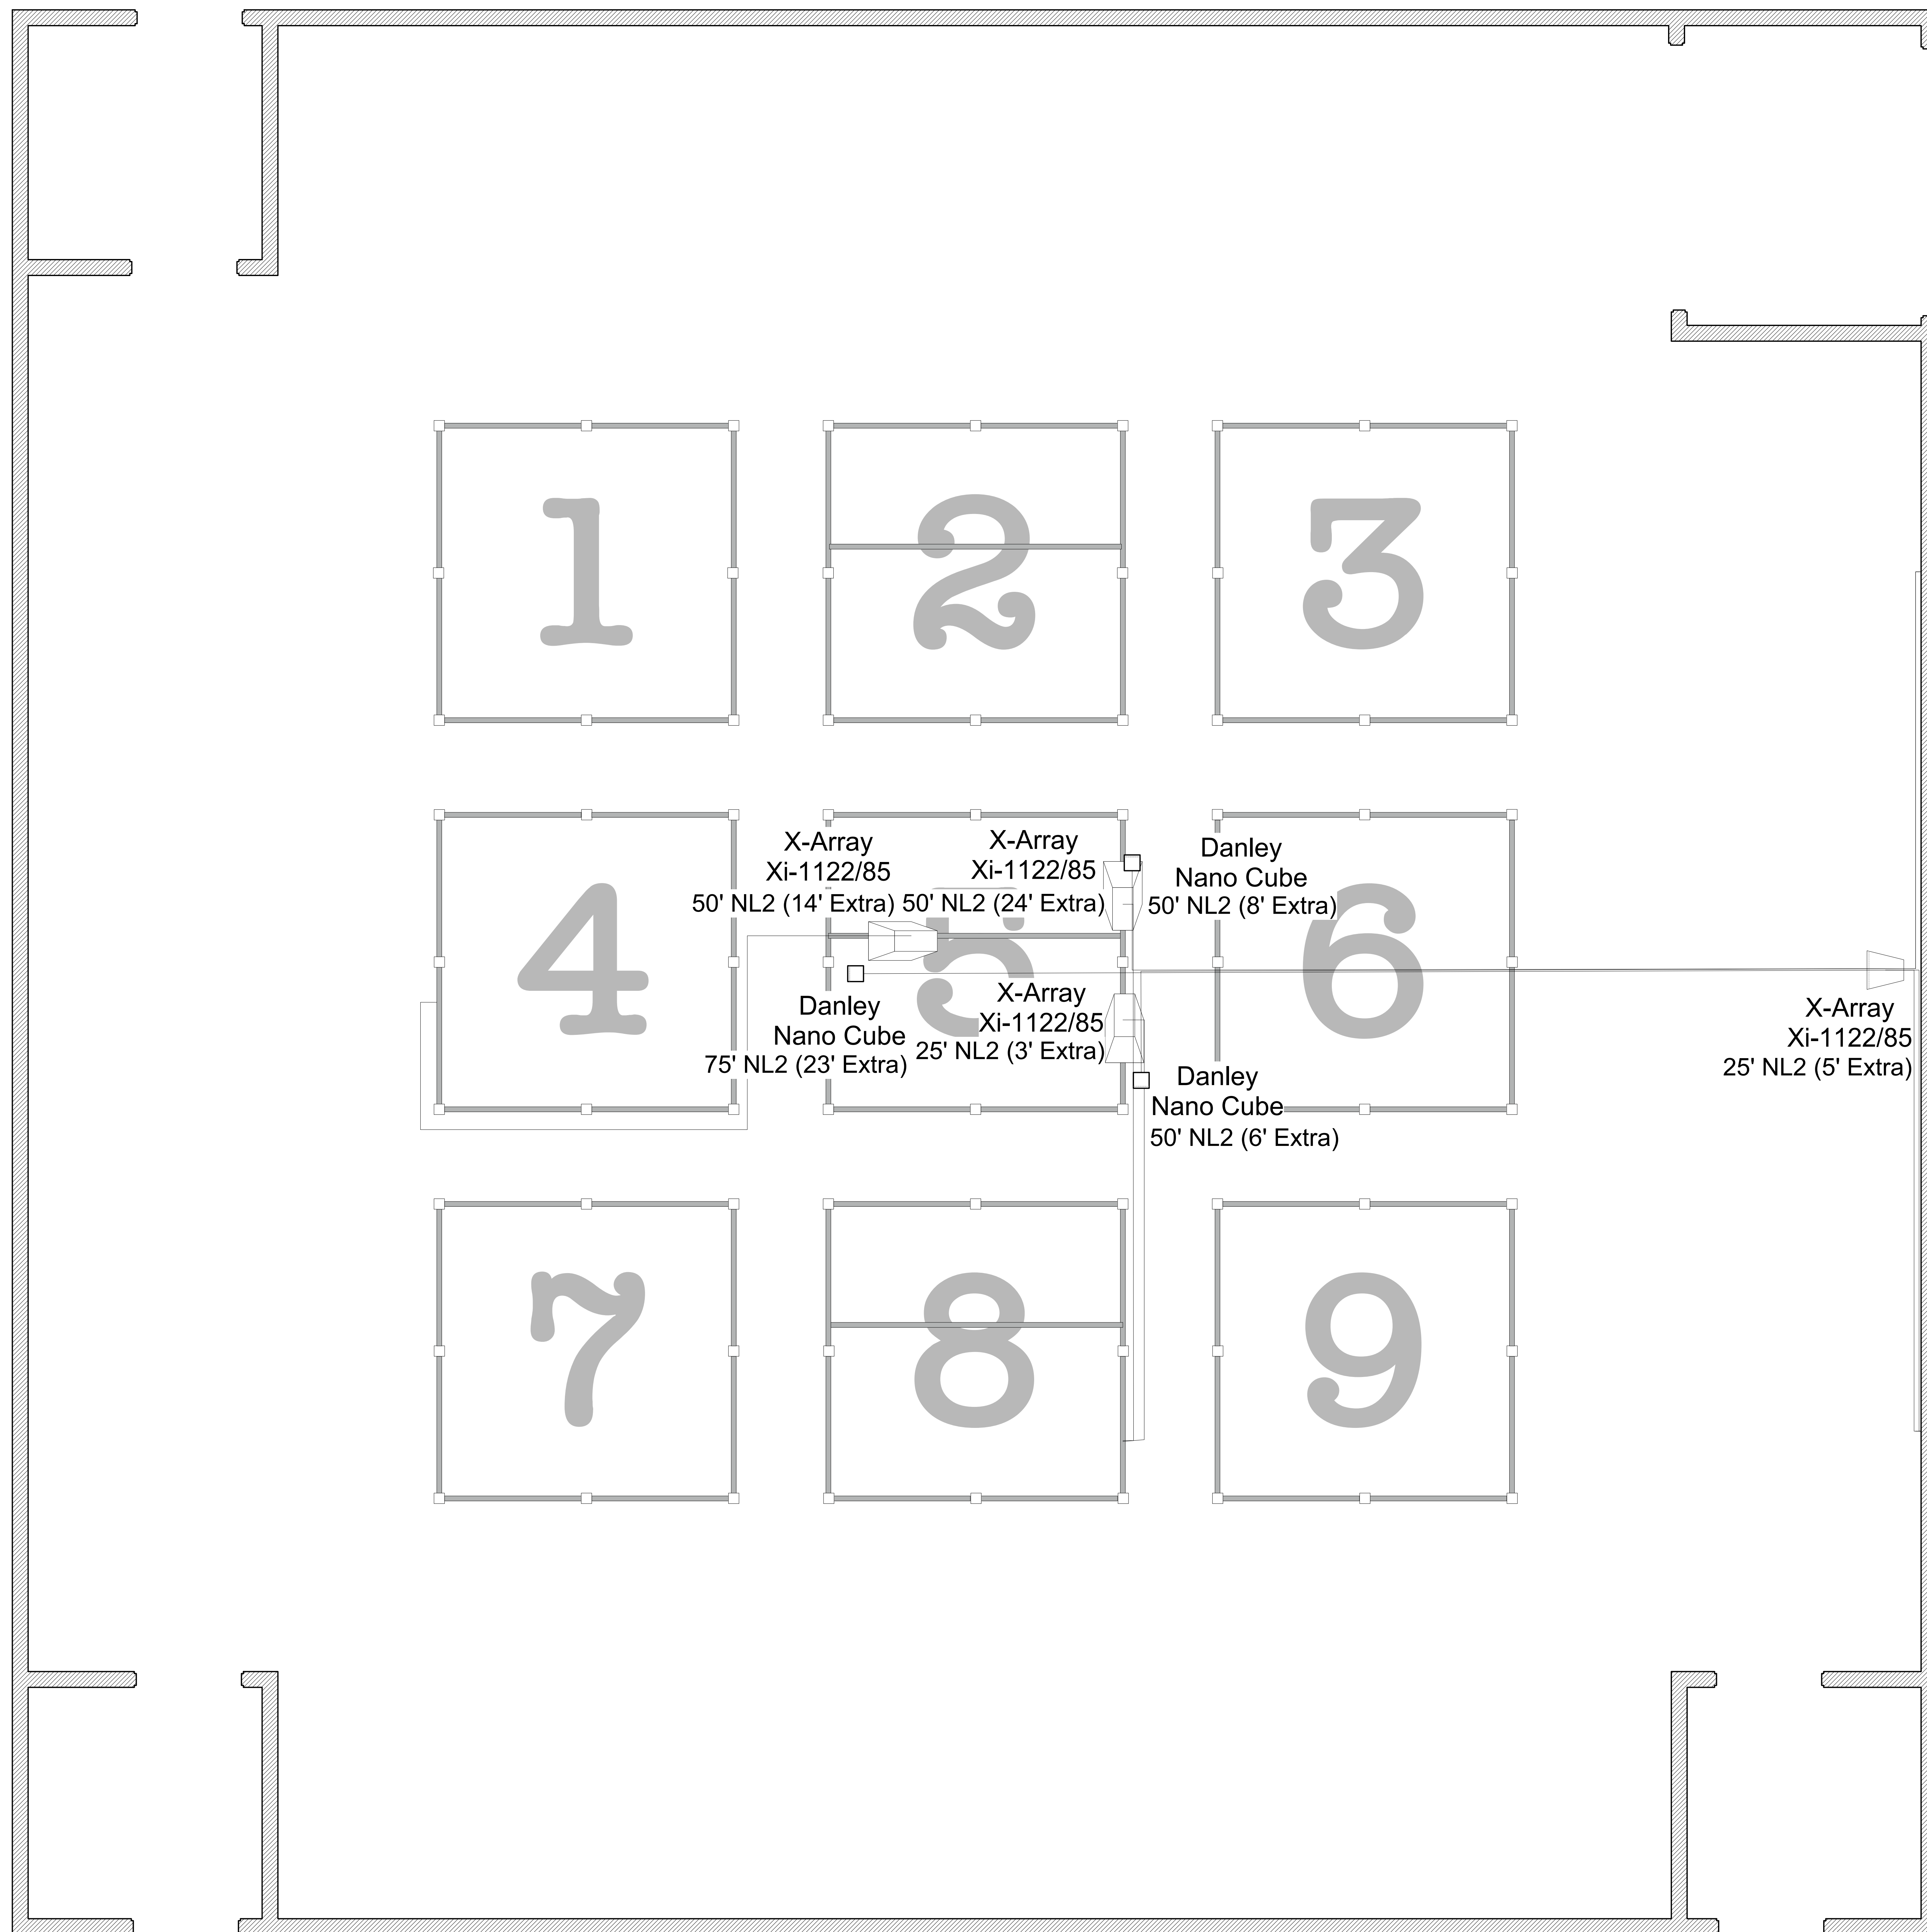 1
2
3
4
5
6
X-Array
Xi-1122/85
50' NL2 (14' Extra)
X-Array
Xi-1122/85
50' NL2 (24' Extra)
Danley
Nano Cube
50' NL2 (8' Extra)
Danley
Nano Cube
75' NL2 (23' Extra)
X-Array
Xi-1122/85
25' NL2 (3' Extra)
Danley
Nano Cube
50' NL2 (6' Extra)
X-Array
Xi-1122/85
25' NL2 (5' Extra)
7
8
9